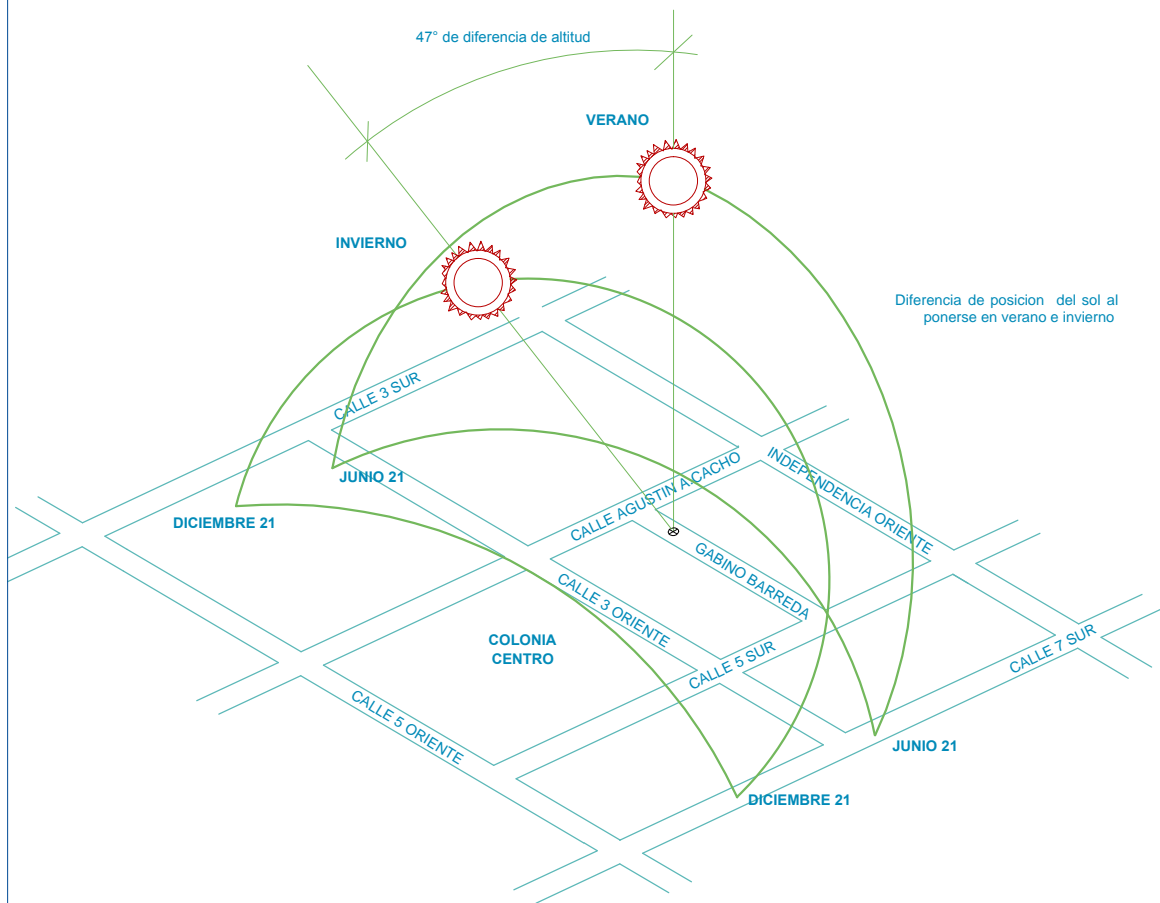 47° de diferencia de altitud
VERANO
INVIERNO
Diferencia de posicion del sol al
ponerse en verano e invierno
CALLE 3 SUR
JUNIO 21
DICIEMBRE 21
CALLE AGUSTIN A.CACHO
INDEPENDENCIA ORIENTE
GABINO BARREDA
CALLE 3 ORIENTE
COLONIA
CENTRO
CALLE 5 SUR
CALLE 7 SUR
CALLE 5 ORIENTE
JUNIO 21
DICIEMBRE 21